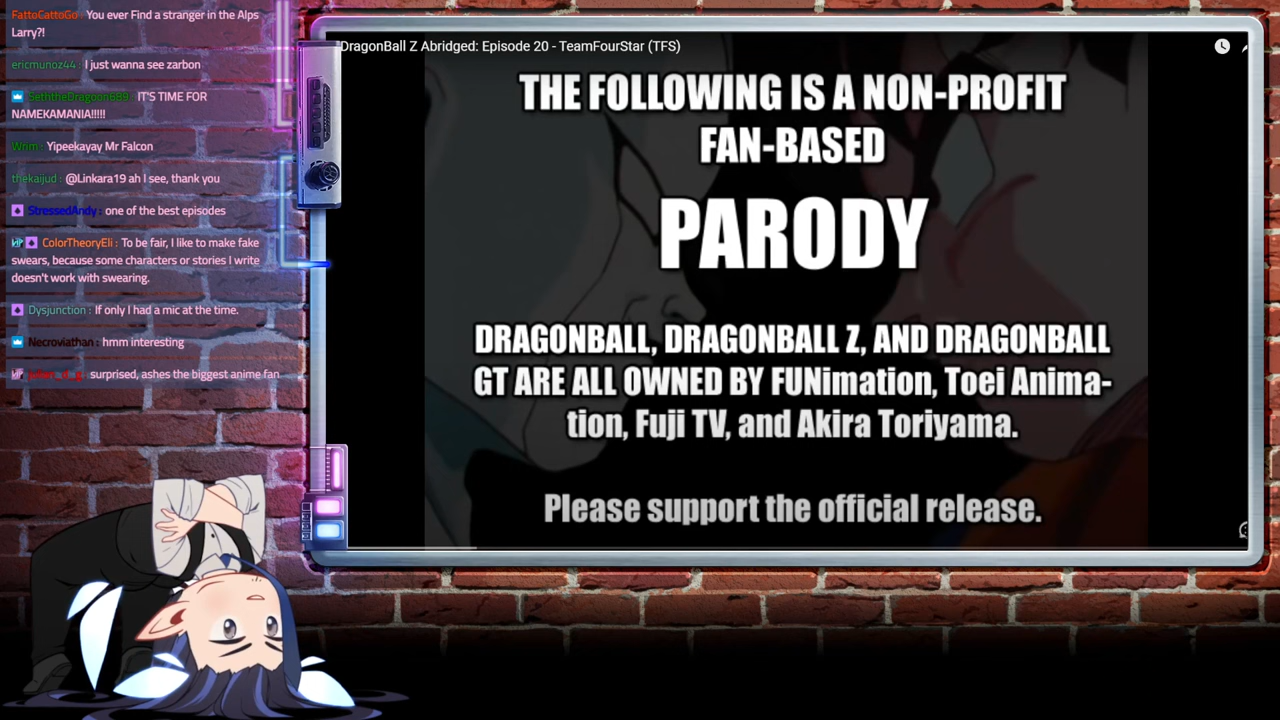 FattoCattoGo : You ever Find a stranger in the Alps
Larry?!
ericmunoz44 : I just wanna see zarbon
SeththeDragoon689 : IT'S TIME FOR
NAMEKAMANIA!!!!!
Wrim : Yipeekayay Mr Falcon
thekaijud : @Linkara19 ah I see, thank you
StressedAndy : one of the best episodes
ColorTheoryEli : To be fair, I like to make fake
swears, because some characters or stories I write
doesn't work with swearing.
Dysjunction : If only I had a mic at the time.
Necroviathan : hmm interesting
surprised, ashes the biggest anime fan
DragonBall Z Abridged: Episode 20 - TeamFourStar (TFS)
THE FOLLOWING IS A NON-PROFIT
FAN-BASED
PARODY
DRAGONBALL, DRAGONBALL Z, AND DRAGONBALL
GT ARE ALL OWNED BY FUNimation, Toei Anima-
tion, Fuji TV, and Akira Toriyama.
Please support the official release.